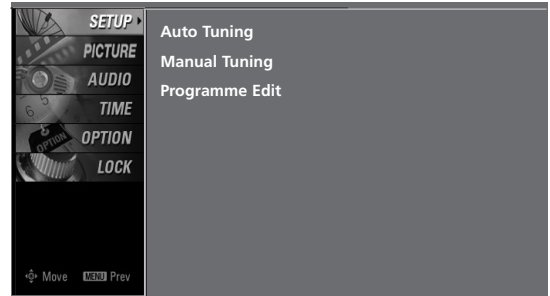 SETUP
PICTURE
AUDIO
TIME
OPTION
LOCK
Move MENU Prev
Auto Tuning
Manual Tuning
Programme Edit